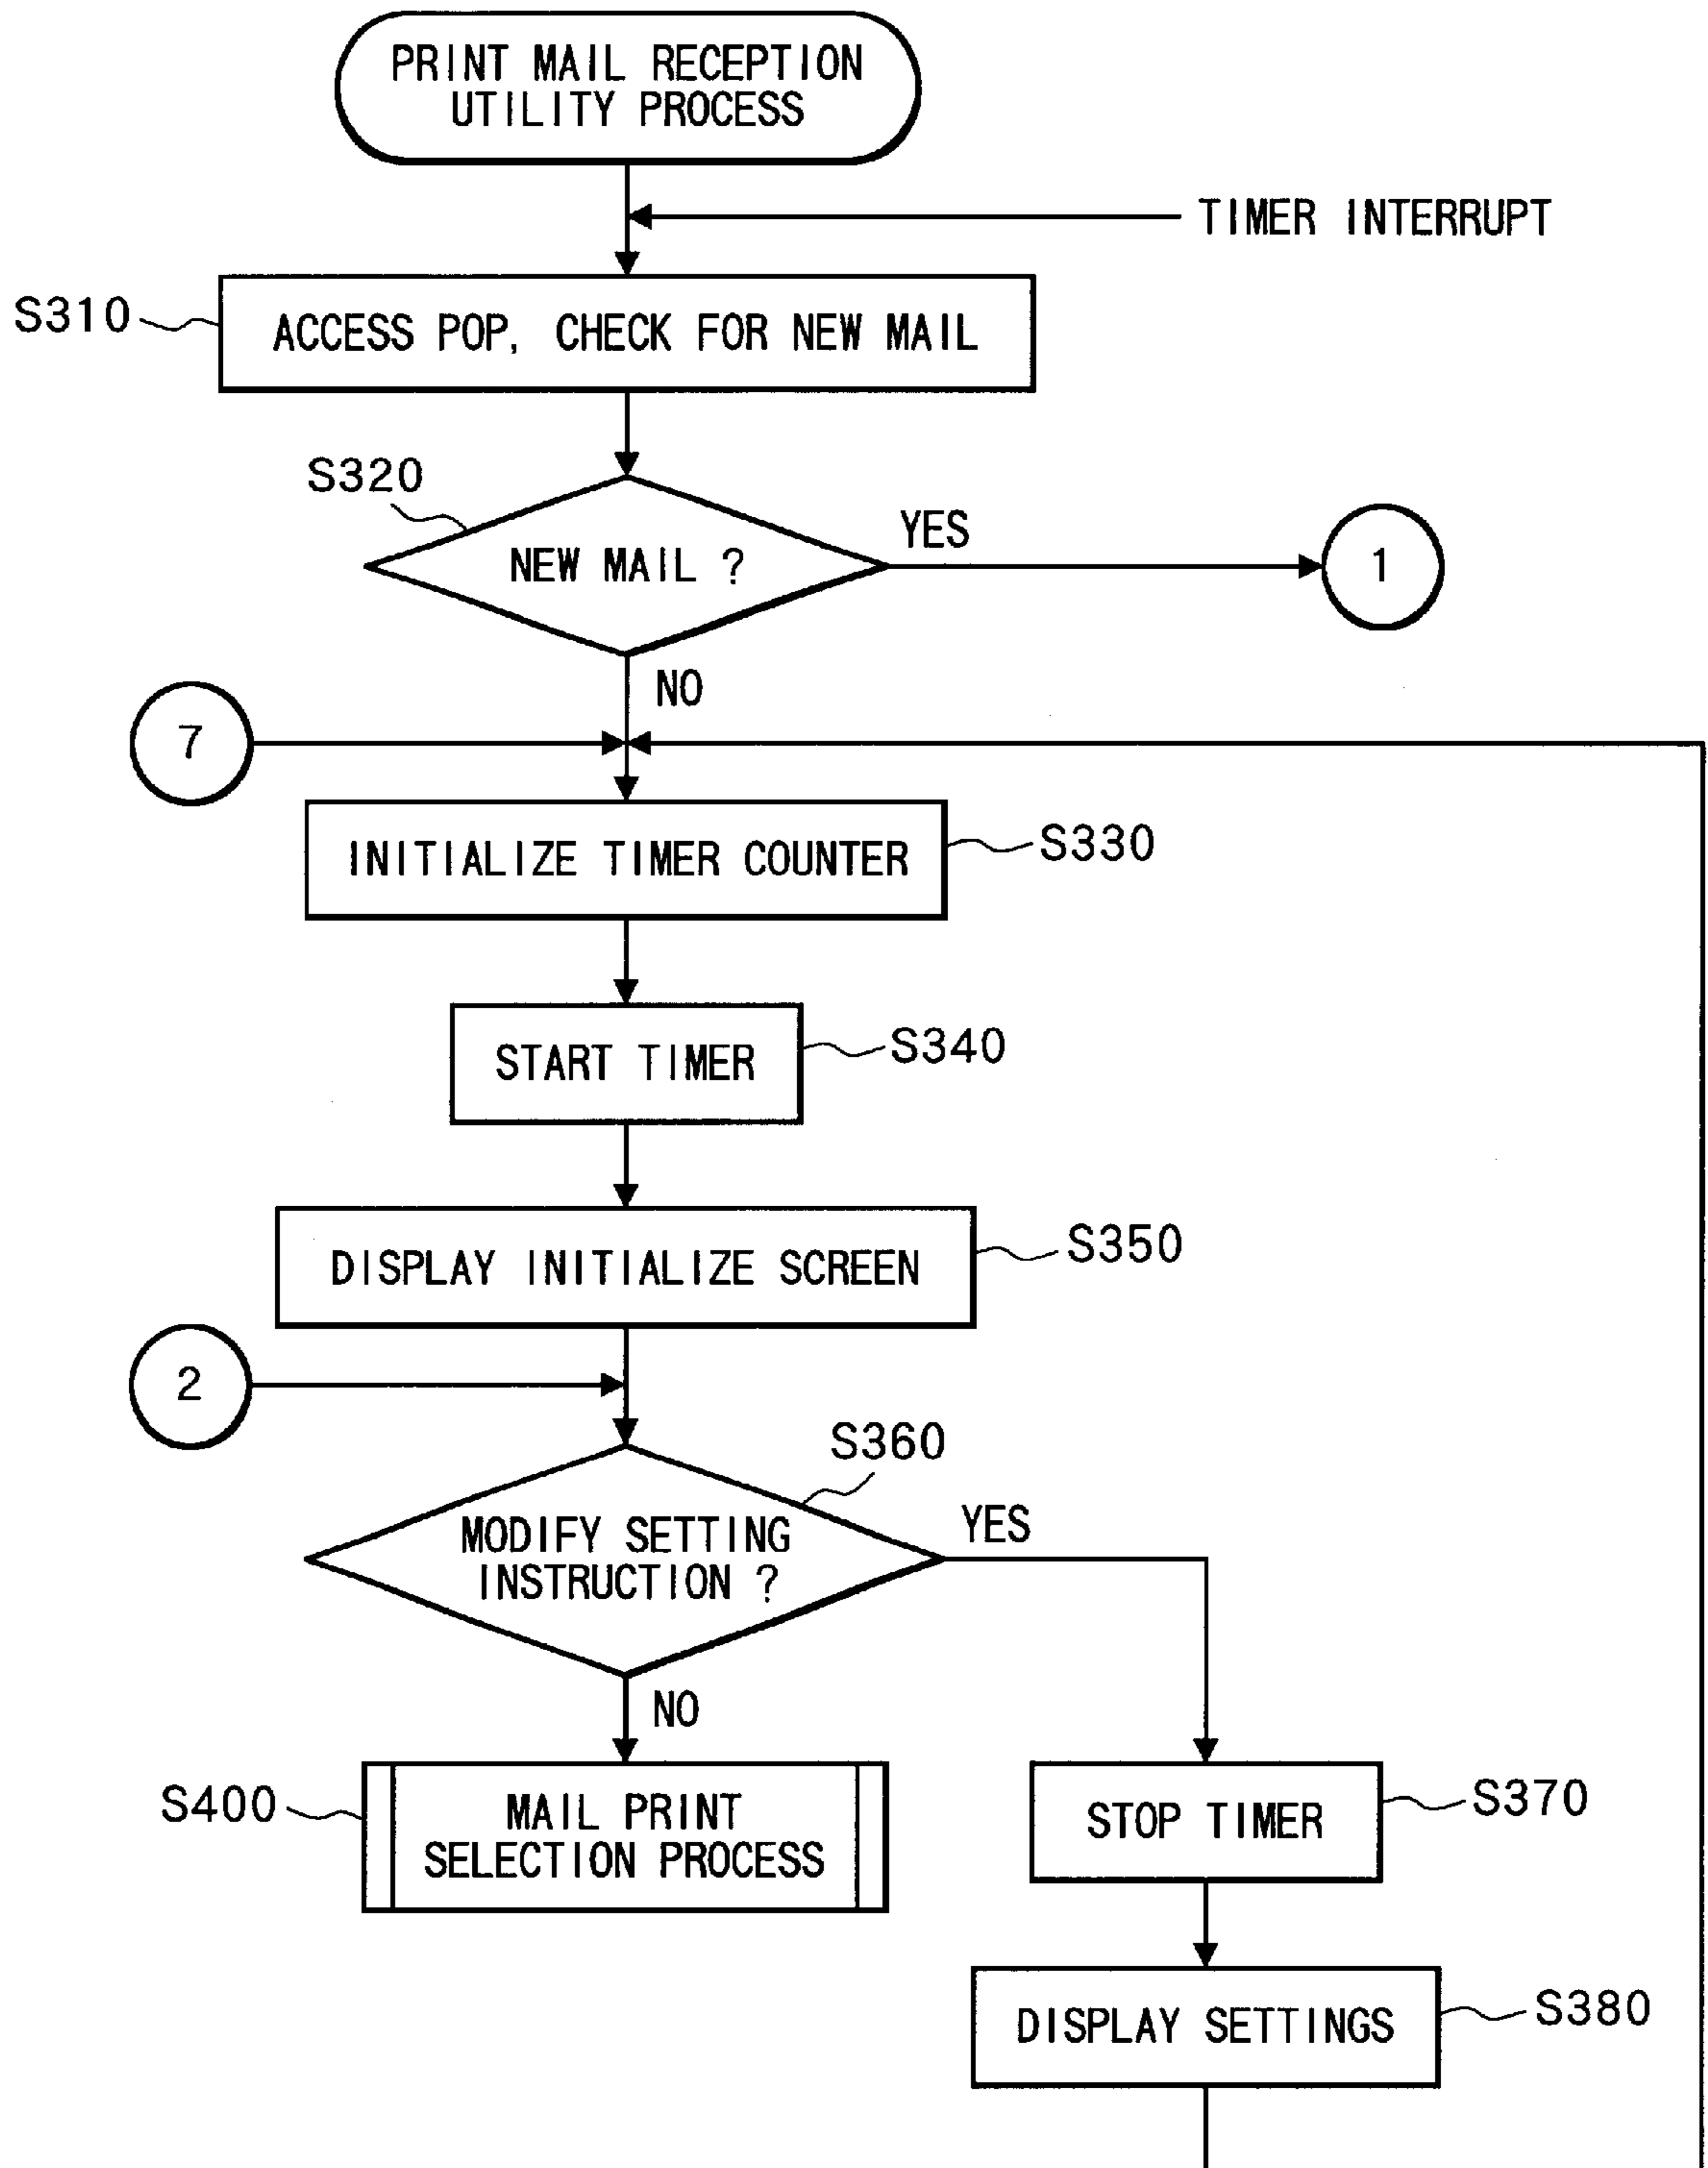 PRINT MAIL RECEPTION
UTILITY PROCESS
TIMER INTERRUPT
S310
ACCESS POP, CHECK FOR NEW MAIL
S320
NEW MAIL ?
YES
1
NO
7
INITIALIZE TIMER COUNTER
S330
START TIMER
S340
DISPLAY INITIALIZE SCREEN
S350
2
S360
MODIFY SETTING
INSTRUCTION ?
YES
NO
S400
MAIL PRINT
SELECTION PROCESS
STOP TIMER
S370
DISPLAY SETTINGS
S380